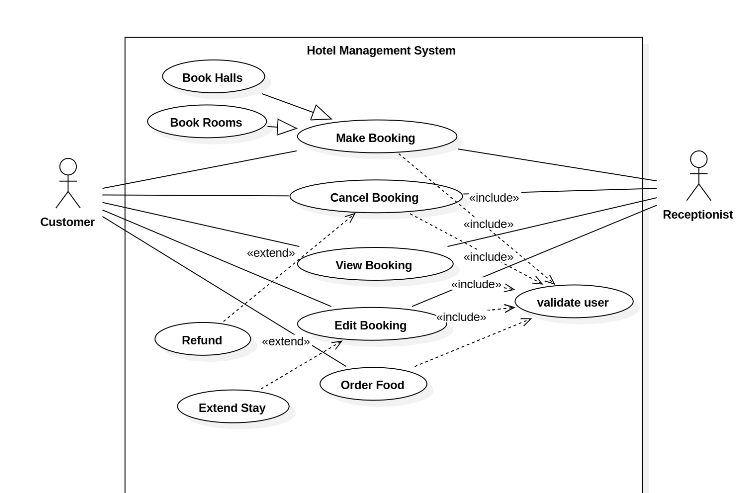 Hotel Management System
Book Halls
Book Rooms
Make Booking
Cancel Booking
«include»
Customer
Receptionist
«include»
«extend»
«include»
View Booking
«include»
validate user
«include»
Edit Booking
Refund
«extend»
Order Food
Extend Stay